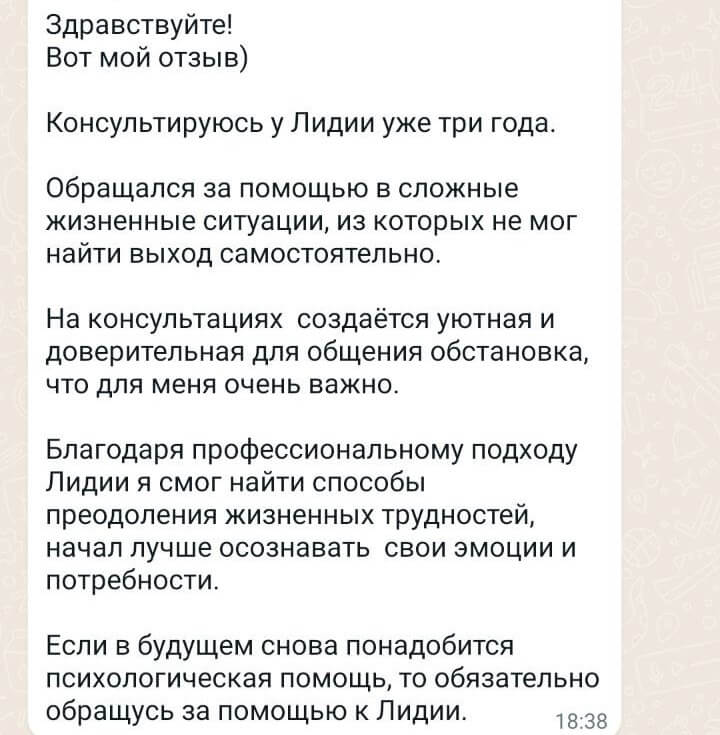 Здравствуйте!
Вот мой отзыв)
Консультируюсь у Лидии уже три года.
Обращался за помощью в сложные
жизненные ситуации, из которых не мог
найти выход самостоятельно.
На консультациях  создаётся уютная и
доверительная для общения обстановка,
что для меня очень важно.
Благодаря профессиональному подходу
Лидии я смог найти способы
преодоления жизненных трудностей,
начал лучше осознавать  свои эмоции и
потребности.
Если в будущем снова понадобится
психологическая помощь, то обязательно
обращусь за помощью к Лидии.
18:38